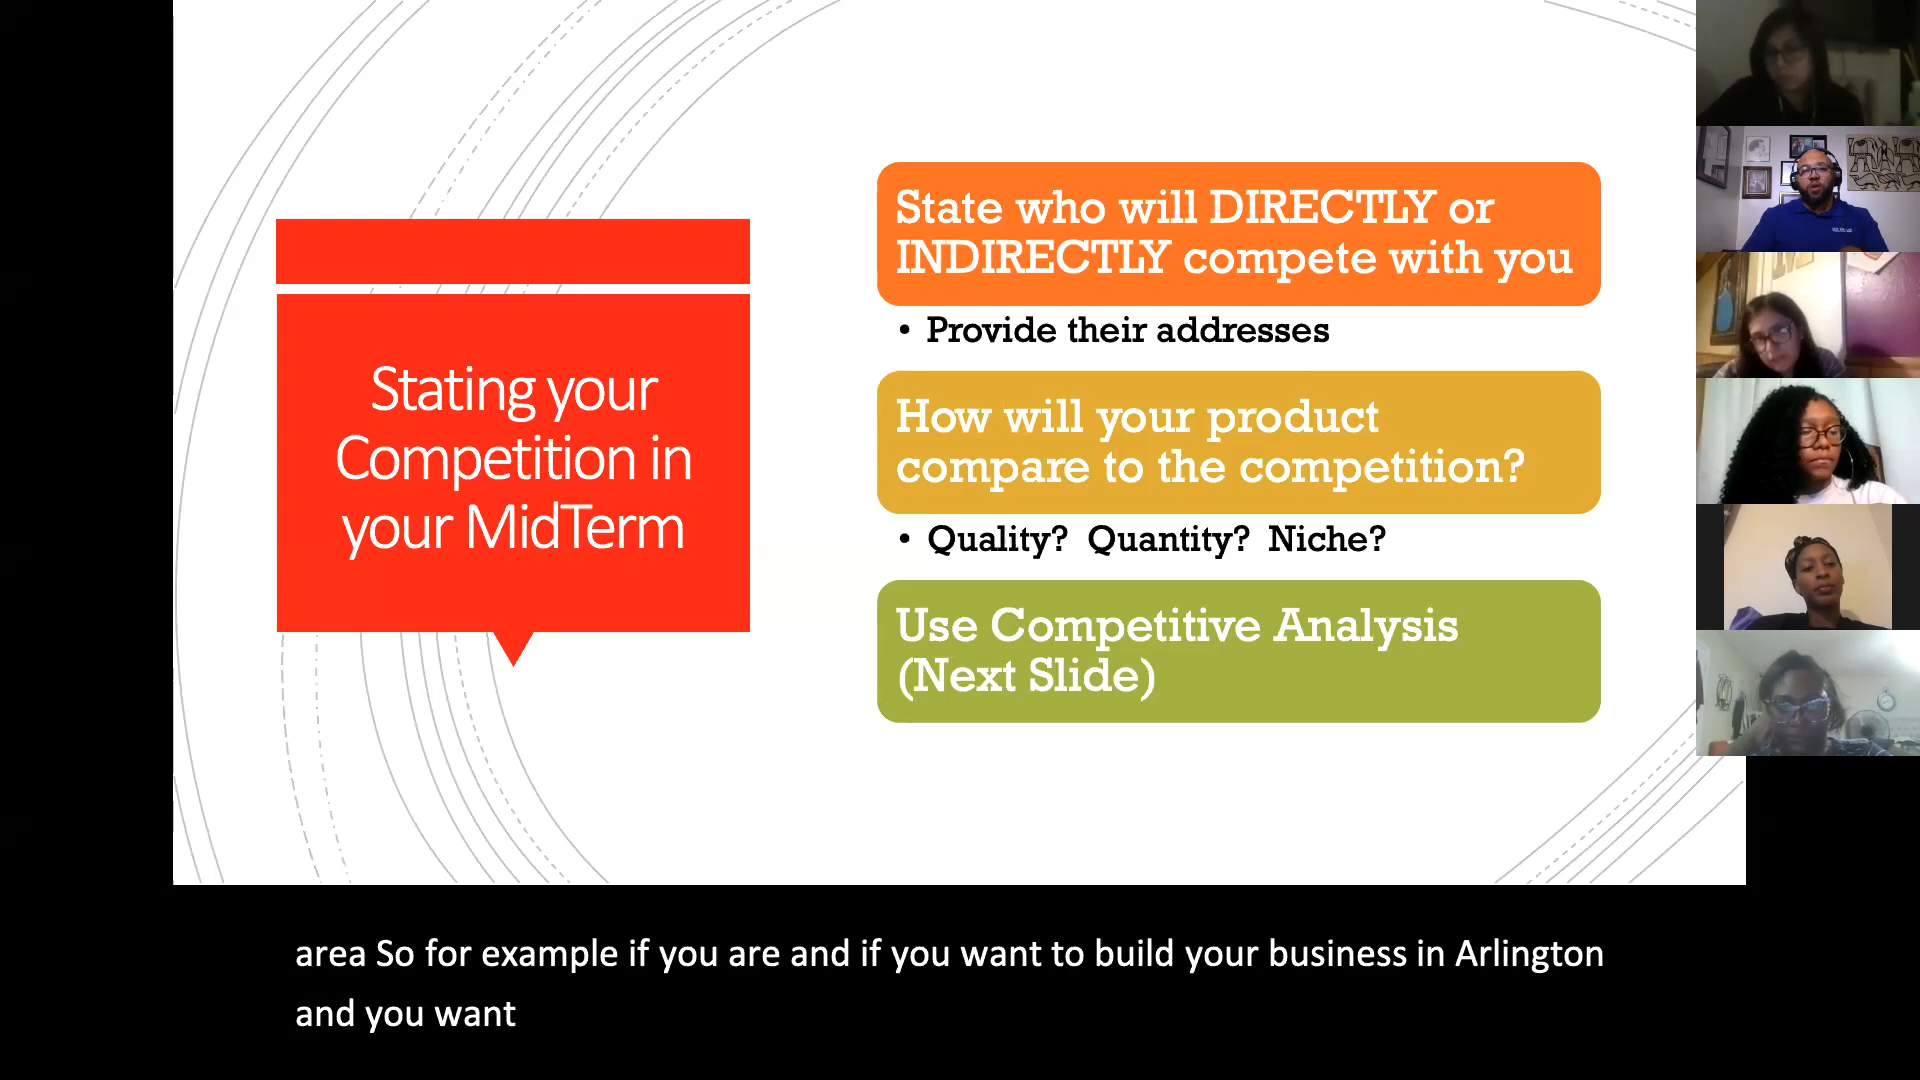 Stating your
Competition in
your MidTerm
State who will DIRECTLY or
INDIRECTLY compete with you
• Provide their addresses
How will your product
compare to the competition?
• Quality? Quantity? Niche?
Use Competitive Analysis
(Next Slide)
area So for example if you are and if you want to build your business in Arlington
and you want